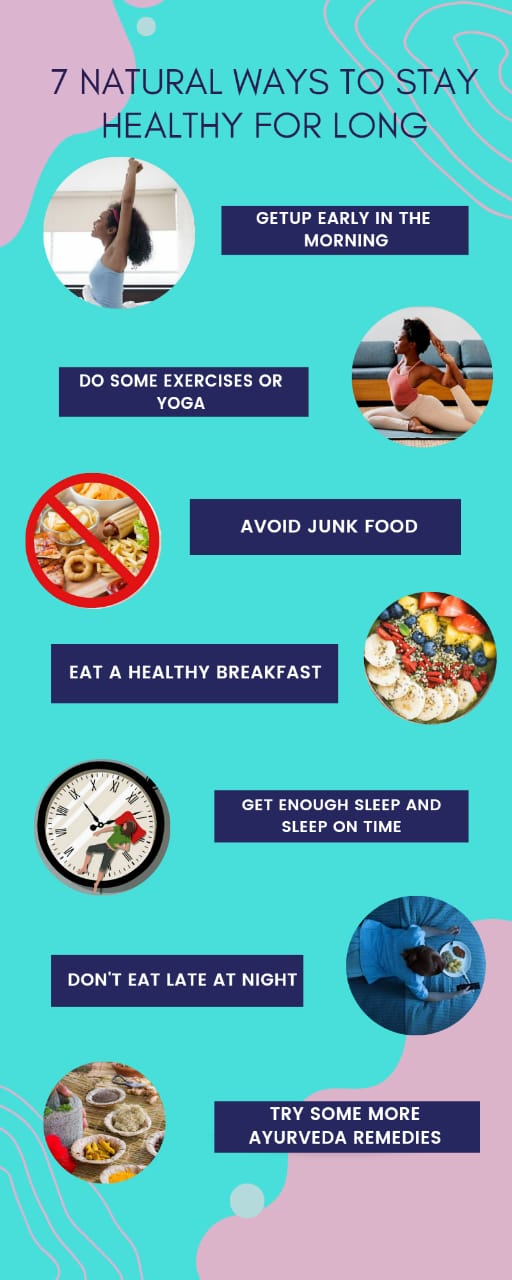 7 NATURAL WAYS TO STAY
HEALTHY FOR LONG
GETUP EARLY IN THE
MORNING
DO SOME EXERCISES OR
YOGA
AVOID JUNK FOOD
EAT A HEALTHY BREAKFAST
GET ENOUGH SLEEP AND
SLEEP ON TIME
DON'T EAT LATE AT NIGHT
TRY SOME MORE
AYURVEDA REMEDIES